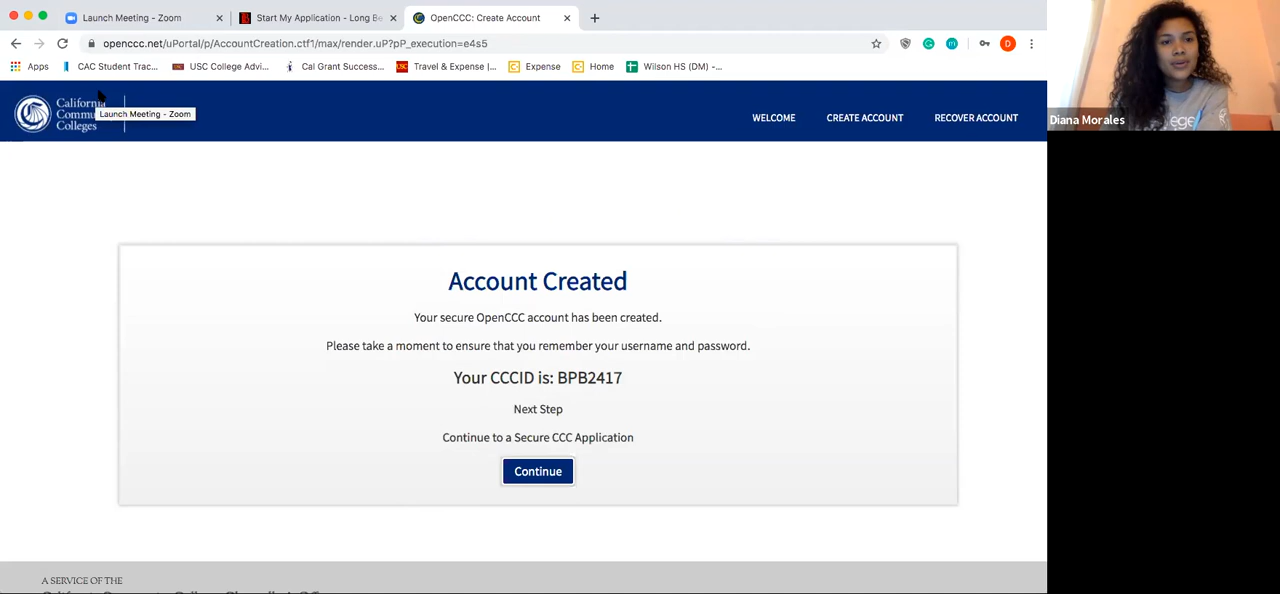 Launch Meeting - Zoom
Start My Application - Long Be
OpenCCC: Create Account
openccc.net/uPortal/p/AccountCreation.ctf1/max/render.uP?pP_execution=e4s5
D
Apps
CAC Student Trac...
USC College Advi...
Cal Grant Success...
Travel & Expense |...
Expense
Home
Wilson HS (DM) -...
California
Commu
Colleges
Launch Meeting - Zoom
WELCOME
CREATE ACCOUNT
RECOVER ACCOUNT
Diana Morales
ege
Account Created
Your secure OpenCCC account has been created.
Please take a moment to ensure that you remember your username and password.
Your CCCID is: BPB2417
Next Step
Continue to a Secure CCC Application
Continue
A SERVICE OF THE